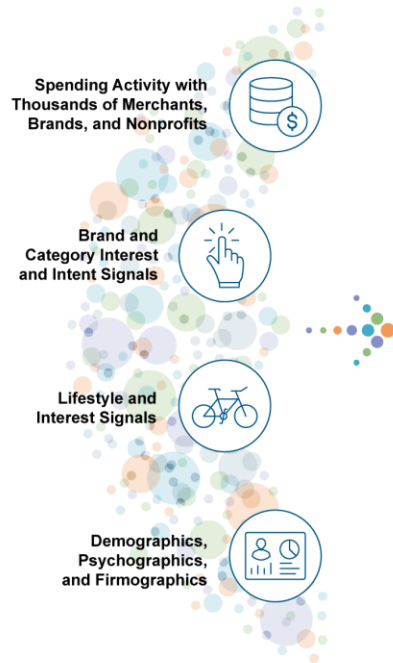 Spending Activity with
Thousands of Merchants,
Brands, and Nonprofits
$
Brand and
Category Interest
and Intent Signals
Lifestyle and
Interest Signals
Demographics,
Psychographics,
and Firmographics